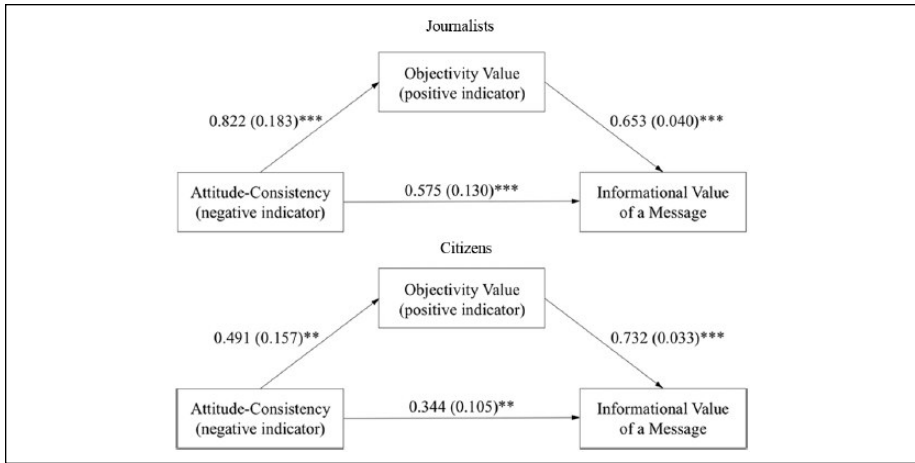 Journalists
Objectivity Value
(positive indicator)
0.822 (0.183)***
0.653 (0.040)***
Attitude-Consistency
(negative indicator)
0.575 (0.130)***
Informational Value
of a Message
Citizens
Objectivity Value
(positive indicator)
0.491 (0.157)**
0.732 (0.033)***
Attitude-Consistency
(negative indicator)
0.344 (0.105)**
Informational Value
of a Message